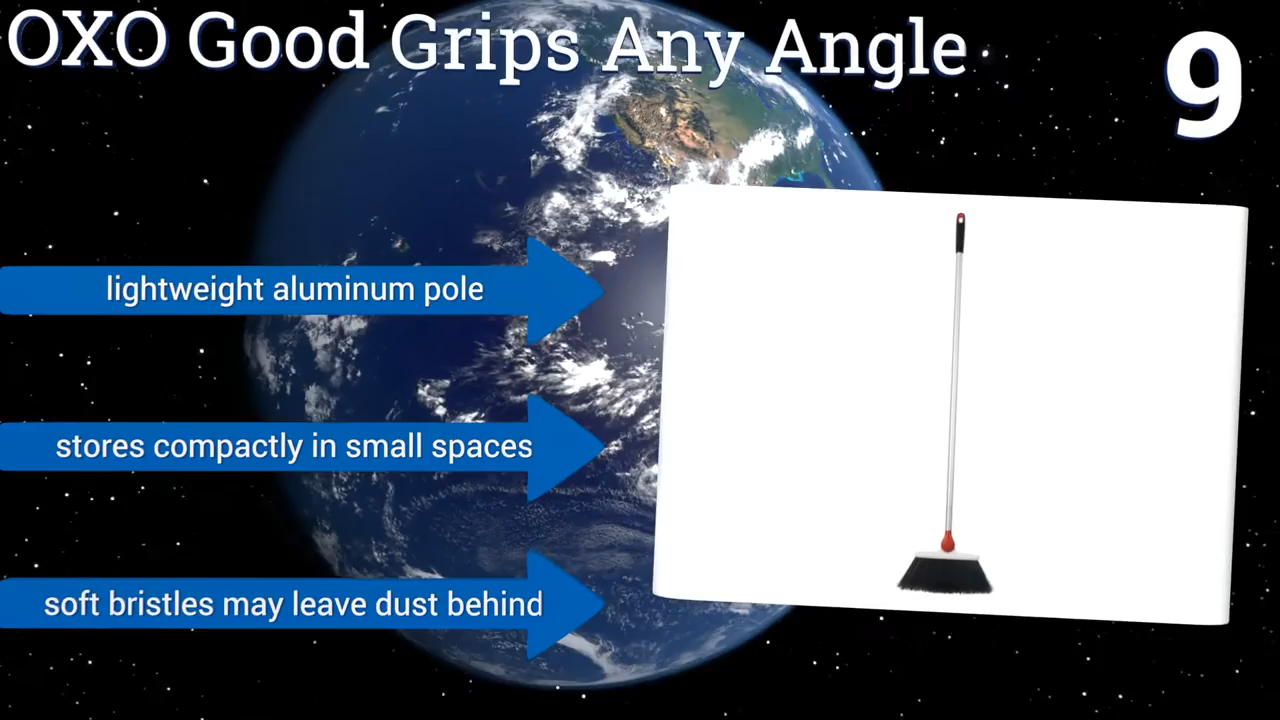 OXO Good Grips Any Angle
9
lightweight aluminum pole
stores compactly in small spaces
soft bristles may leave dust behind